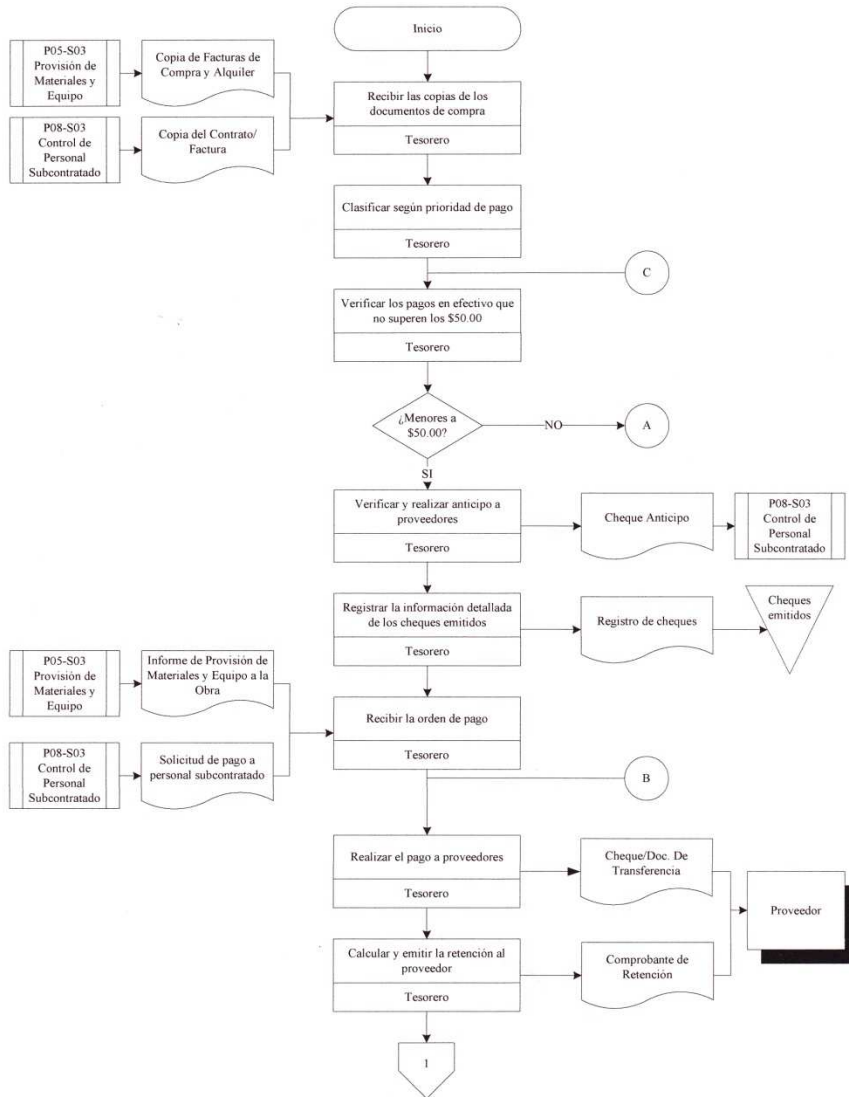 Inicio
P05-S03
Provisión de
Materiales y
Equipo
Copia de Facturas de
Compra y Alquiler
Recibir las copias de los
documentos de compra
Tesorero
P08-S03
Control de
Personal
Subcontratado
Copia del Contrato/
Factura
Clasificar según prioridad de pago
Tesorero
C
Verificar los pagos en efectivo que
no superen los $50.00
Tesorero
¿Menores a
$50.00?
NO
A
SI
Verificar y realizar anticipo a
proveedores
Tesorero
Cheque Anticipo
P08-S03
Control de
Personal
Subcontratado
Registrar la información detallada
de los cheques emitidos
Tesorero
Registro de cheques
Cheques
emitidos
P05-S03
Provisión de
Materiales y
Equipo
Informe de Provisión de
Materiales y Equipo a la
Obra
Recibir la orden de pago
Tesorero
P08-S03
Control de
Personal
Subcontratado
Solicitud de pago a
personal subcontratado
B
Realizar el pago a proveedores
Tesorero
Cheque/Doc. De
Transferencia
Proveedor
Calcular y emitir la retención al
proveedor
Tesorero
Comprobante de
Retención
1